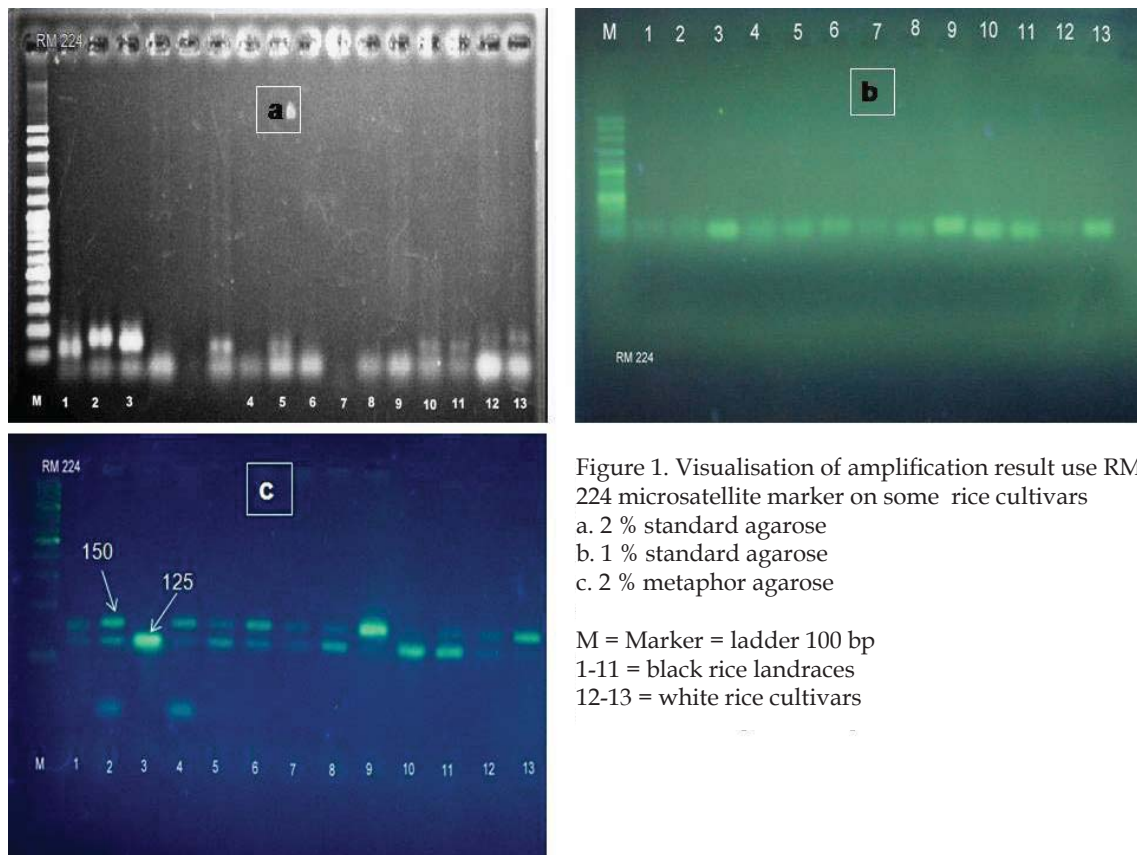 RM 224
a
M 1 2 3 4 5 6 7 8 9 10 11 12 13
M 1 2 3 4 5 6 7 8 9 10 11 12 13
b
RM 224
RM 224
c
150
125
M 1 2 3 4 5 6 7 8 9 10 11 12 13
Figure 1. Visualisation of amplification result use RM
224 microsatellite marker on some rice cultivars
a. 2 % standard agarose
b. 1 % standard agarose
c. 2 % metaphor agarose
M = Marker = ladder 100 bp
1-11 = black rice landraces
12-13 = white rice cultivars